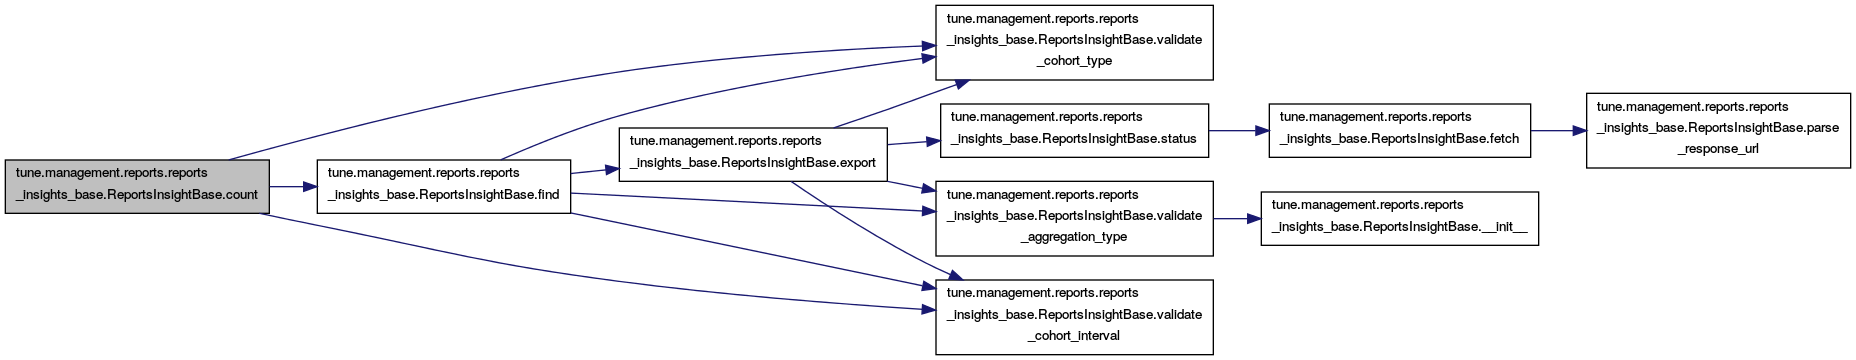 tune.management.reports.reports
_insights_base.ReportsInsightBase.count
tune.management.reports.reports
_insights_base.ReportsInsightBase.find
tune.management.reports.reports
_insights_base.ReportsInsightBase.export
tune.management.reports.reports
_insights_base.ReportsInsightBase.validate
_cohort_type
tune.management.reports.reports
_insights_base.ReportsInsightBase.status
tune.management.reports.reports
_insights_base.ReportsInsightBase.validate
_aggregation_type
tune.management.reports.reports
_insights_base.ReportsInsightBase.validate
_cohort_interval
tune.management.reports.reports
_insights_base.ReportsInsightBase.fetch
tune.management.reports.reports
_insights_base.ReportsInsightBase.__init__
tune.management.reports.reports
_insights_base.ReportsInsightBase.parse
_response_url